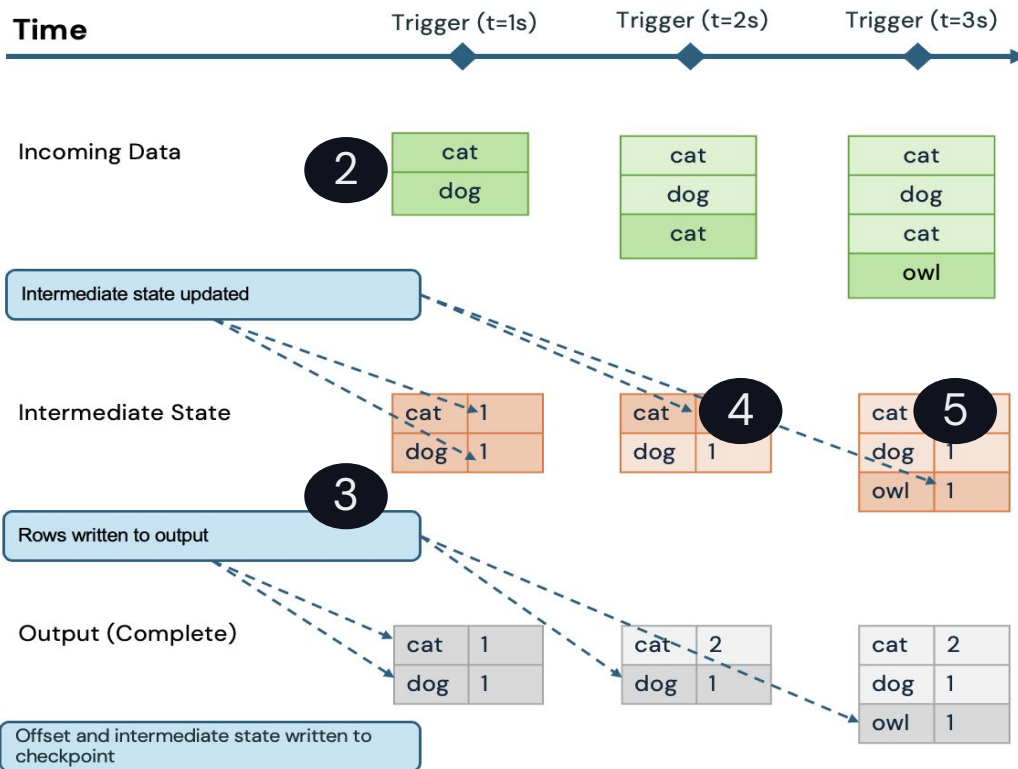 Time
Trigger (t=1s)
Trigger (t=2s)
Trigger (t=3s)
Incoming Data
2
cat
dog
cat
dog
cat
cat
dog
cat
owl
Intermediate state updated
Intermediate State
cat 1
dog 1
cat
4
dog 1
cat
5
dog 1
owl 1
3
Rows written to output
Output (Complete)
cat 1
dog 1
cat 2
dog 1
cat 2
dog 1
owl 1
Offset and intermediate state written to
checkpoint